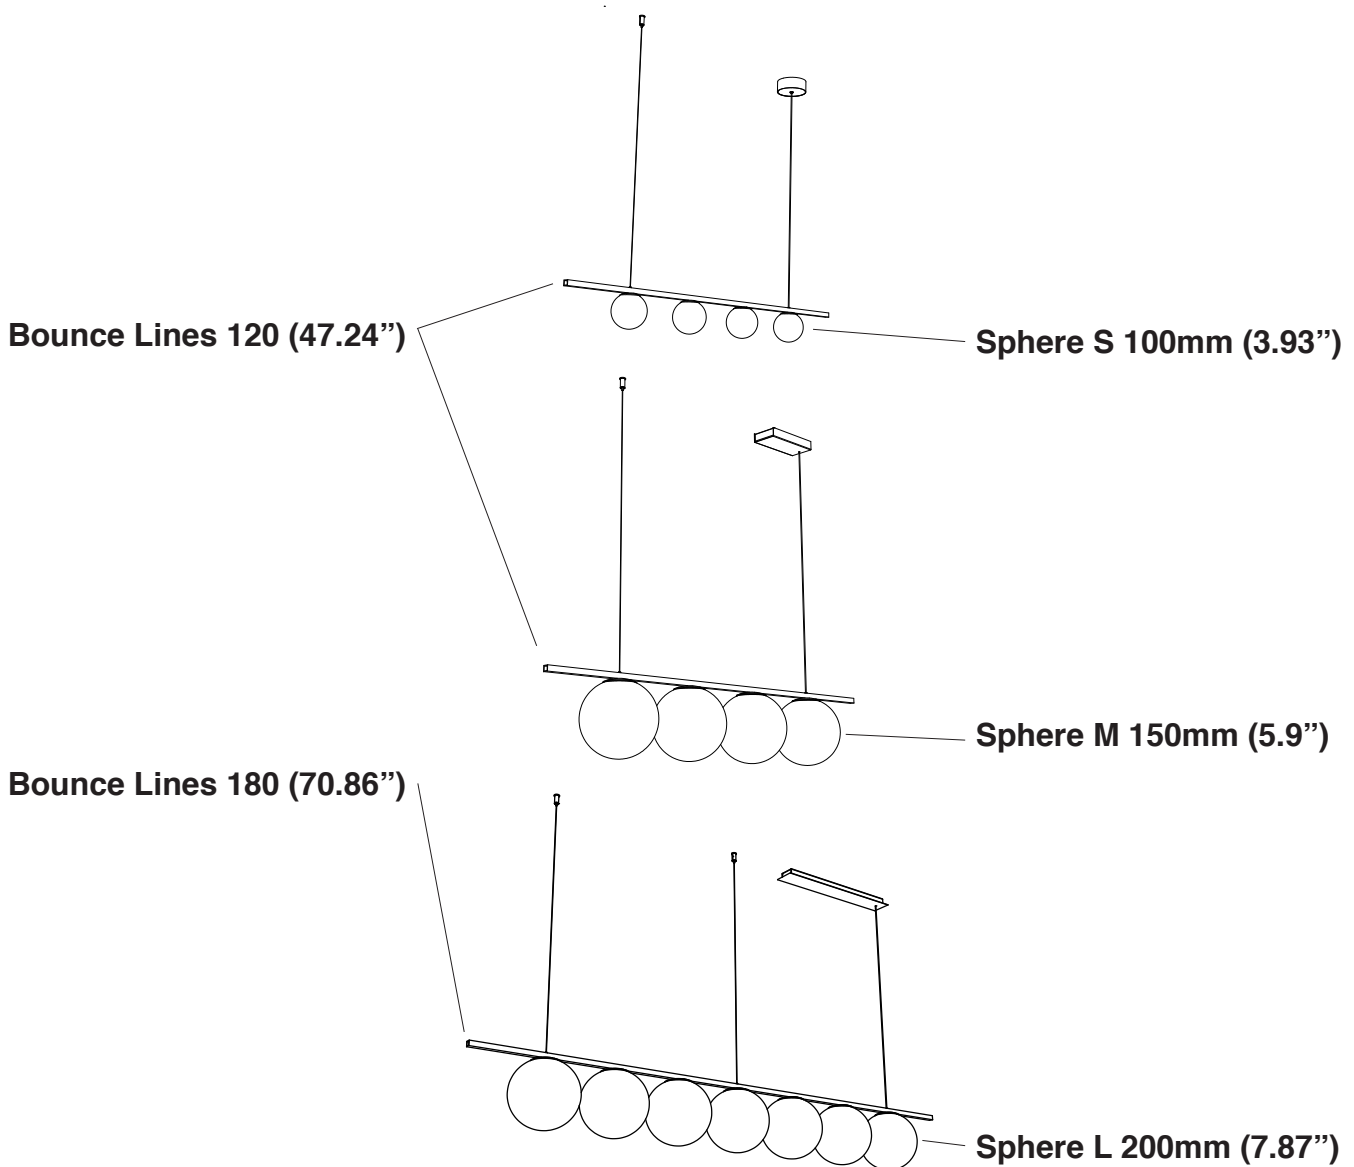 Bounce Lines 120 (47.24”)
Sphere S 100mm (3.93”)
Sphere M 150mm (5.9”)
Bounce Lines 180 (70.86”)
Sphere L 200mm (7.87”)